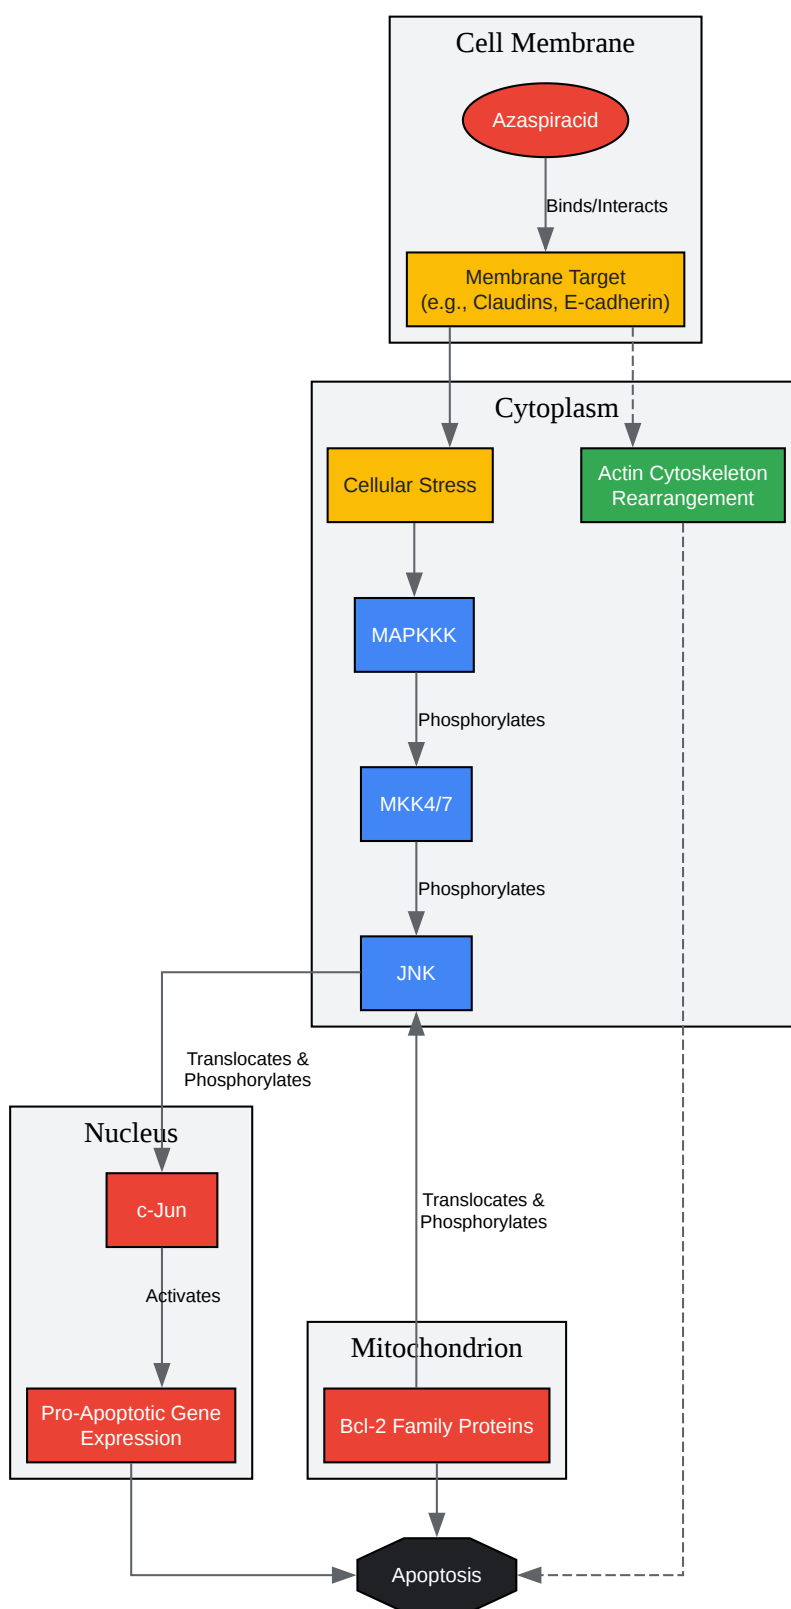 Cell Membrane
Azaspiracid
Binds/Interacts
Membrane Target
(e.g., Claudins, E-cadherin)
Cytoplasm
Cellular Stress
Actin Cytoskeleton
Rearrangement
MAPKKK
Phosphorylates
MKK4/7
Phosphorylates
JNK
Translocates &
Phosphorylates
Nucleus
c-Jun
Translocates &
Phosphorylates
Activates
Mitochondrion
Pro-Apoptotic Gene
Expression
Bcl-2 Family Proteins
Apoptosis